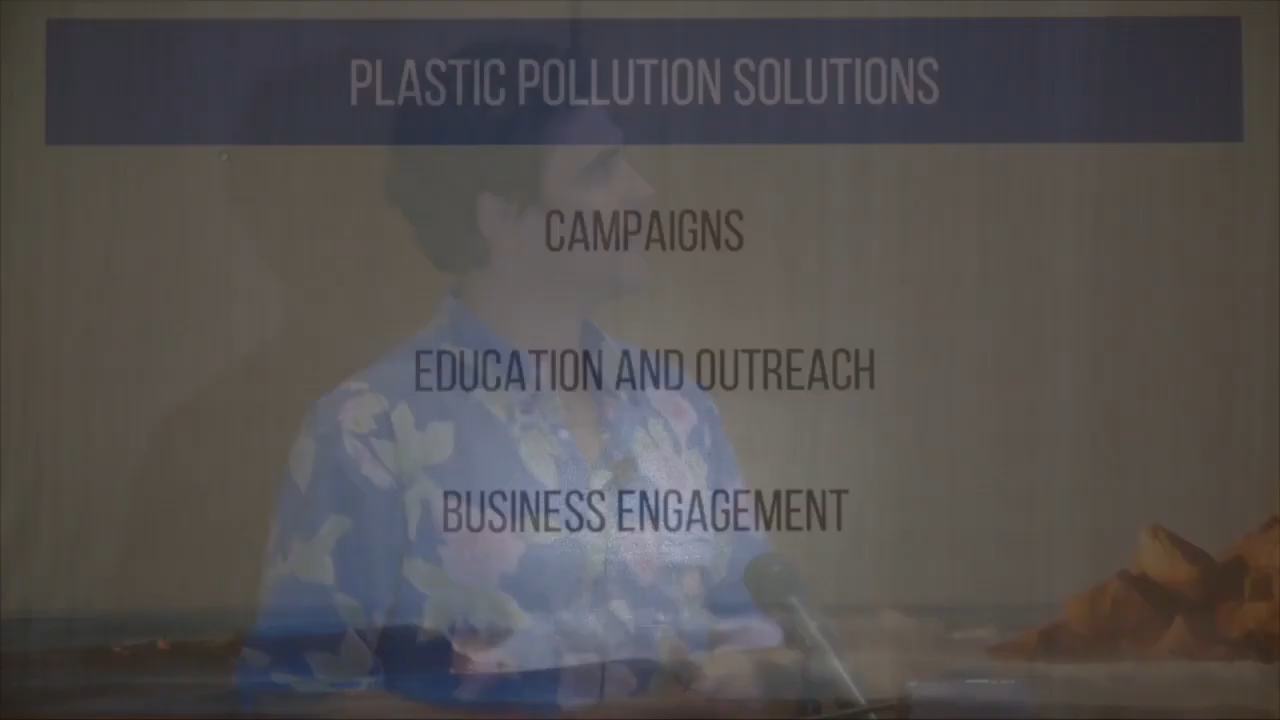 PLASTIC POLLUTION SOLUTIONS
CAMPAIGNS
EDUCATION AND OUTREACH
BUSINESS ENGAGEMENT